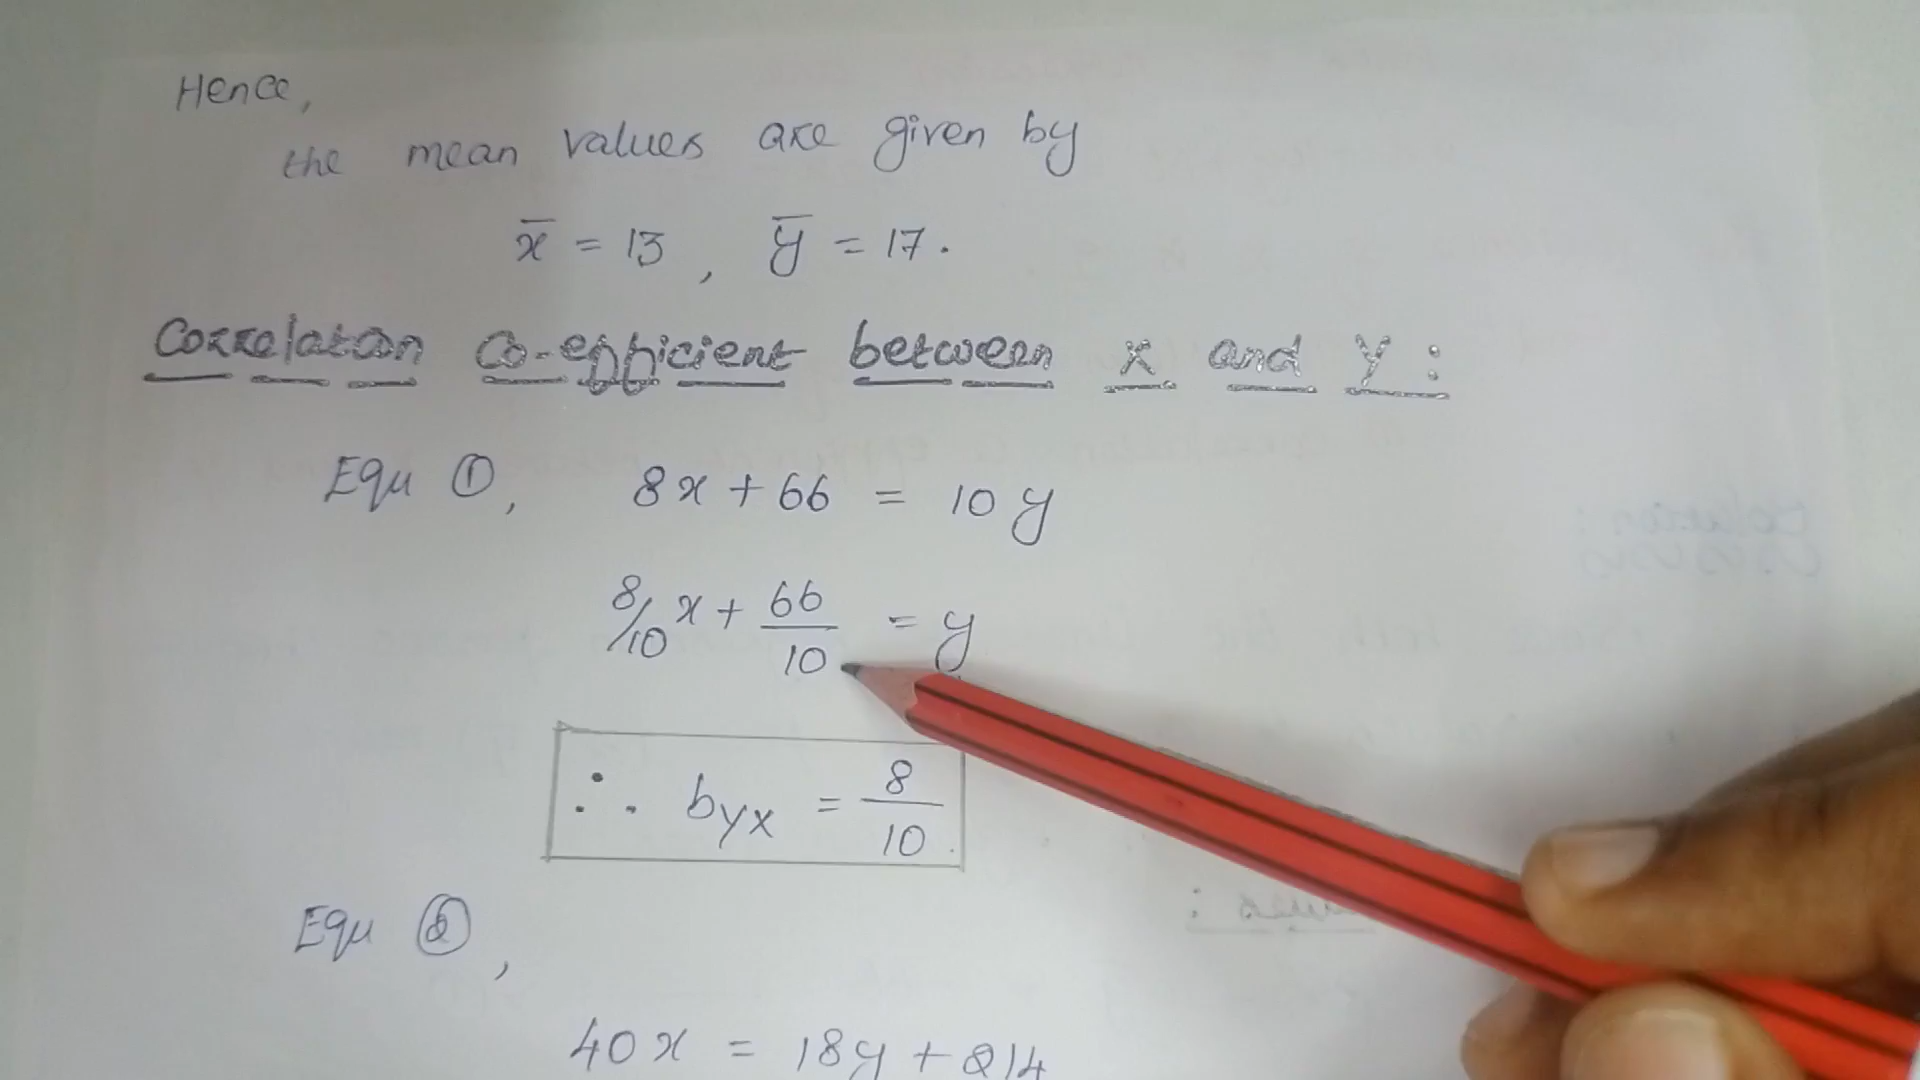 Hence,
the mean values are given by
x̄ = 13 , ȳ = 17.
Correlation Co-efficient between x and y :
Equ ①, 8x + 66 = 10y
8/10 x + 66/10 = y
∴ byx = 8/10.
Equ ②,
40x = 18y + 214